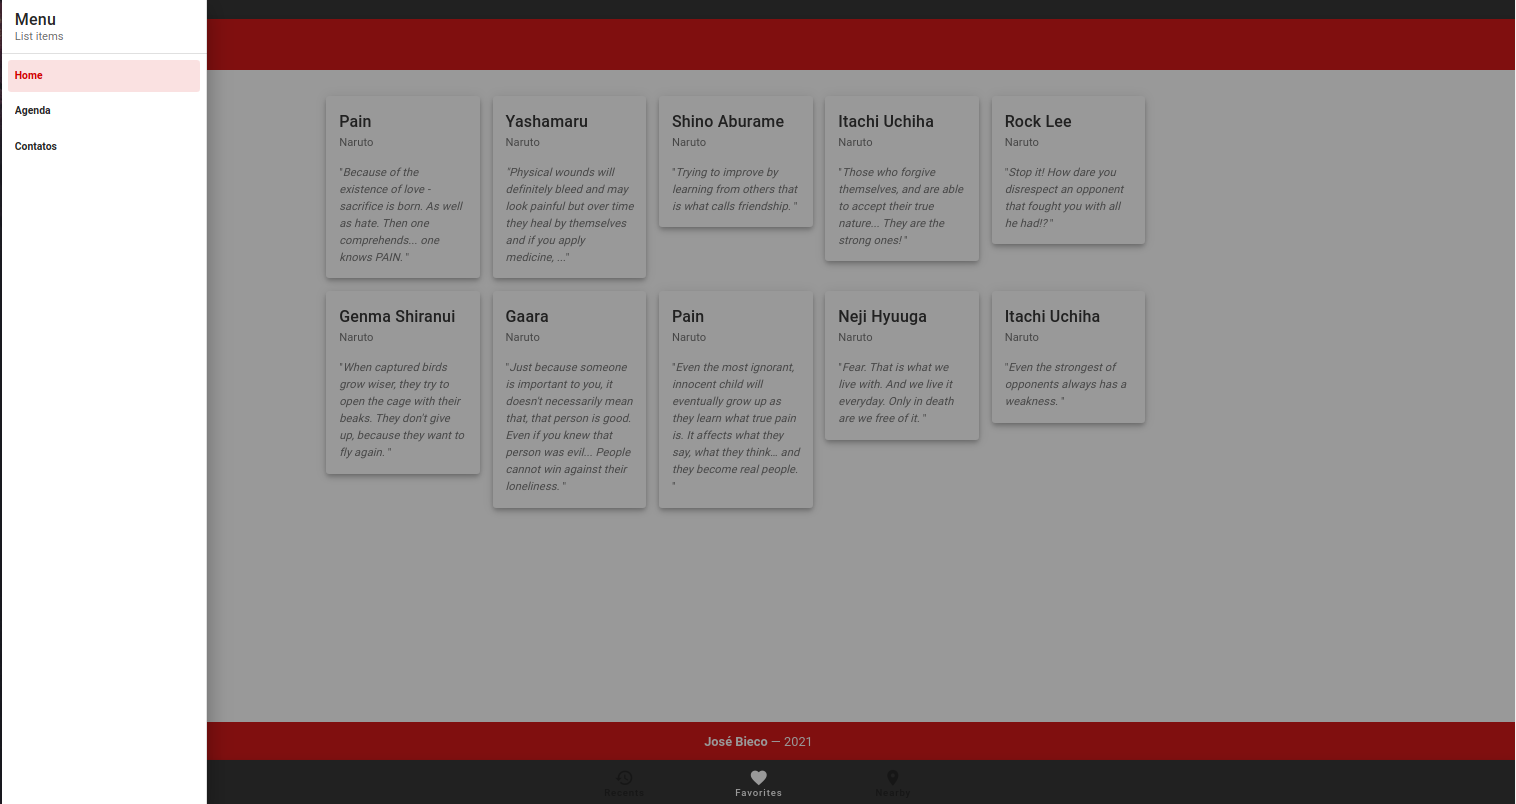 Menu
List items
Home
Agenda
Contatos
Pain
Naruto
"Because of the
existence of love -
sacrifice is born. As well
as hate. Then one
comprehends... one
knows PAIN. "
Yashamaru
Naruto
"Physical wounds will
definitely bleed and may
look painful but over time
they heal by themselves
and if you apply
medicine, ..."
Shino Aburame
Naruto
"Trying to improve by
learning from others that
is what calls friendship. "
Itachi Uchiha
Naruto
"Those who forgive
themselves, and are able
to accept their true
nature... They are the
strong ones! "
Rock Lee
Naruto
"Stop it! How dare you
disrespect an opponent
that fought you with all
he had!? "
Genma Shiranui
Naruto
"When captured birds
grow wiser, they try to
open the cage with their
beaks. They don't give
up, because they want to
fly again. "
Gaara
Naruto
"Just because someone
is important to you, it
doesn't necessarily mean
that, that person is good.
Even if you knew that
person was evil... People
cannot win against their
loneliness. "
Pain
Naruto
"Even the most ignorant,
innocent child will
eventually grow up as
they learn what true pain
is. It affects what they
say, what they think… and
they become real people.
"
Neji Hyuuga
Naruto
"Fear. That is what we
live with. And we live it
everyday. Only in death
are we free of it. "
Itachi Uchiha
Naruto
"Even the strongest of
opponents always has a
weakness. "
José Bieco — 2021
Recents
Favorites
Nearby